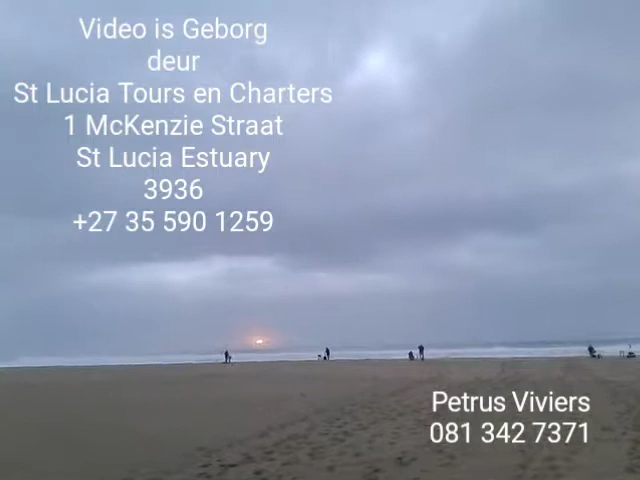 Video is Geborg
deur
St Lucia Tours en Charters
1 McKenzie Straat
St Lucia Estuary
3936
+27 35 590 1259
Petrus Viviers
081 342 7371